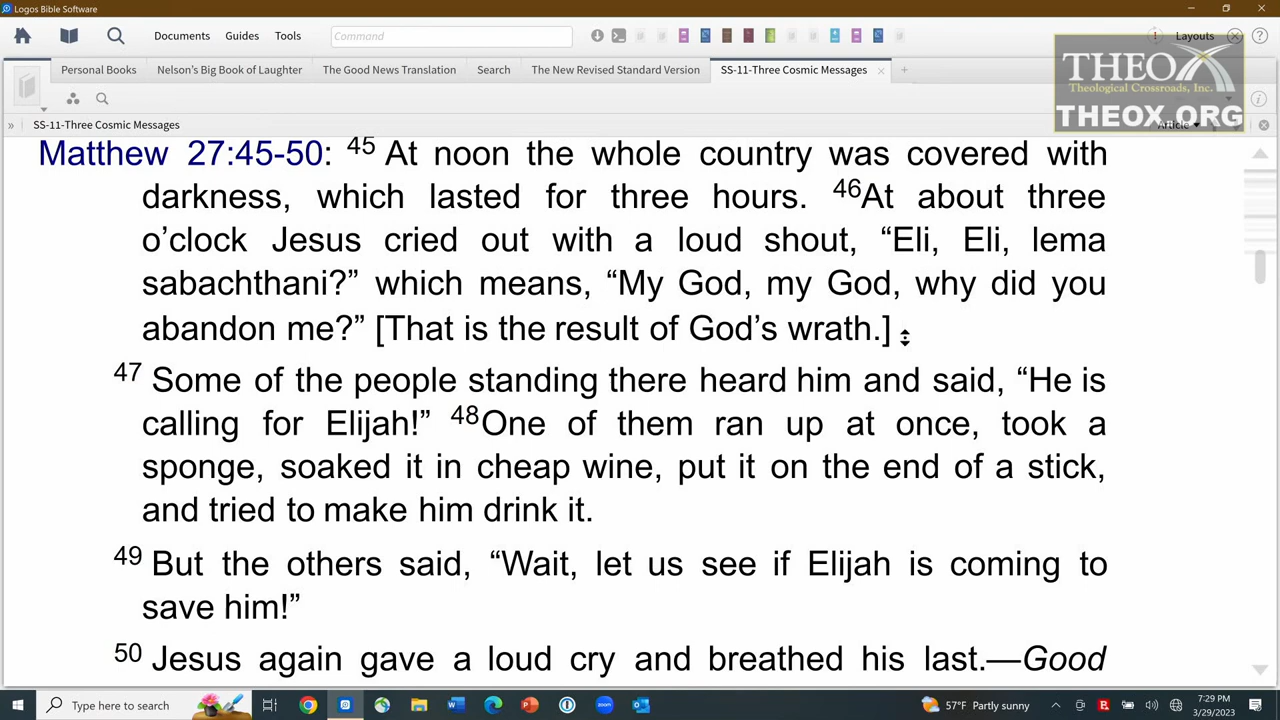 Logos Bible Software
Documents Guides Tools Command Layouts
Personal Books Nelson's Big Book of Laughter The Good News Translation Search The New Revised Standard Version SS-11-Three Cosmic Messages
THEOX
Theological Crossroads, Inc.
THEOX.ORG
SS-11-Three Cosmic Messages Article
Matthew 27:45-50: 45 At noon the whole country was covered with
darkness, which lasted for three hours. 46At about three
o’clock Jesus cried out with a loud shout, “Eli, Eli, lema
sabachthani?” which means, “My God, my God, why did you
abandon me?” [That is the result of God’s wrath.]
47 Some of the people standing there heard him and said, “He is
calling for Elijah!” 48One of them ran up at once, took a
sponge, soaked it in cheap wine, put it on the end of a stick,
and tried to make him drink it.
49 But the others said, “Wait, let us see if Elijah is coming to
save him!”
50 Jesus again gave a loud cry and breathed his last.—Good
Type here to search 57°F Partly sunny 7:29 PM
3/29/2023